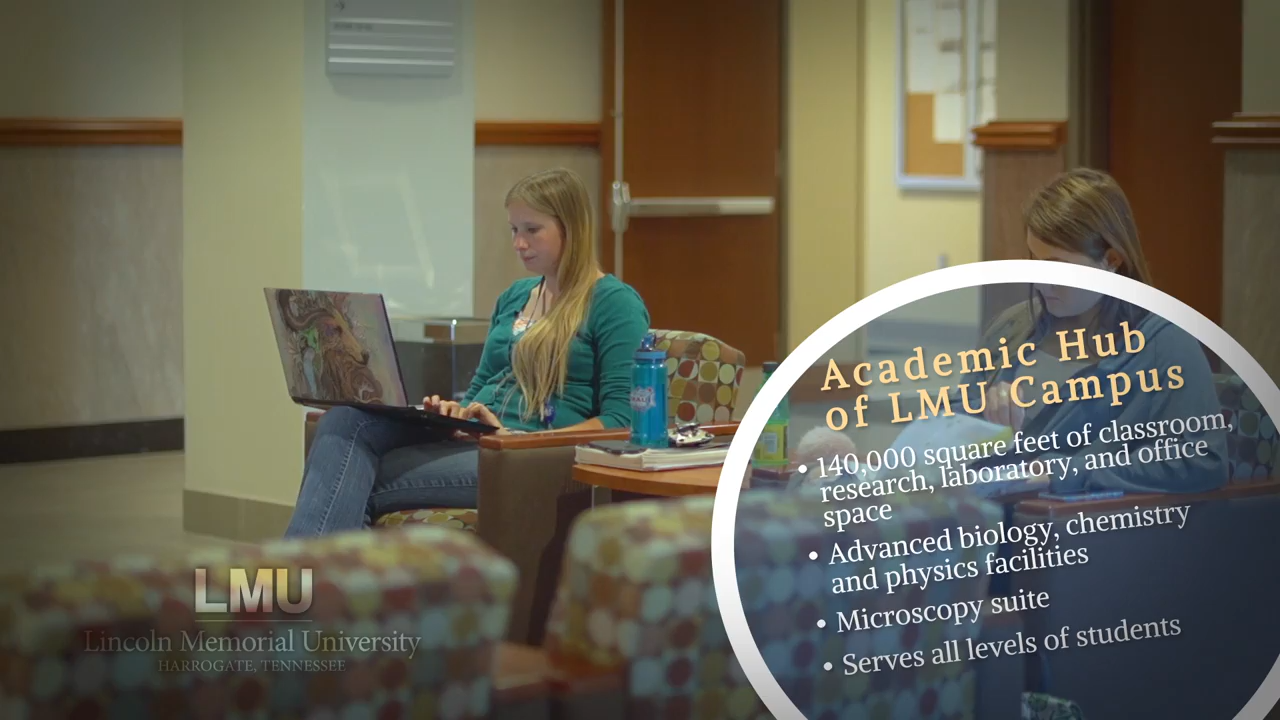 Academic Hub
of LMU Campus
• 140,000 square feet of classroom,
research, laboratory, and office
space
• Advanced biology, chemistry
and physics facilities
• Microscopy suite
• Serves all levels of students
LMU
Lincoln Memorial University
HARROGATE, TENNESSEE